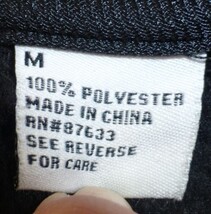 M
100% POLYESTER
MADE IN CHINA
RN#87633
SEE REVERSE
FOR CARE